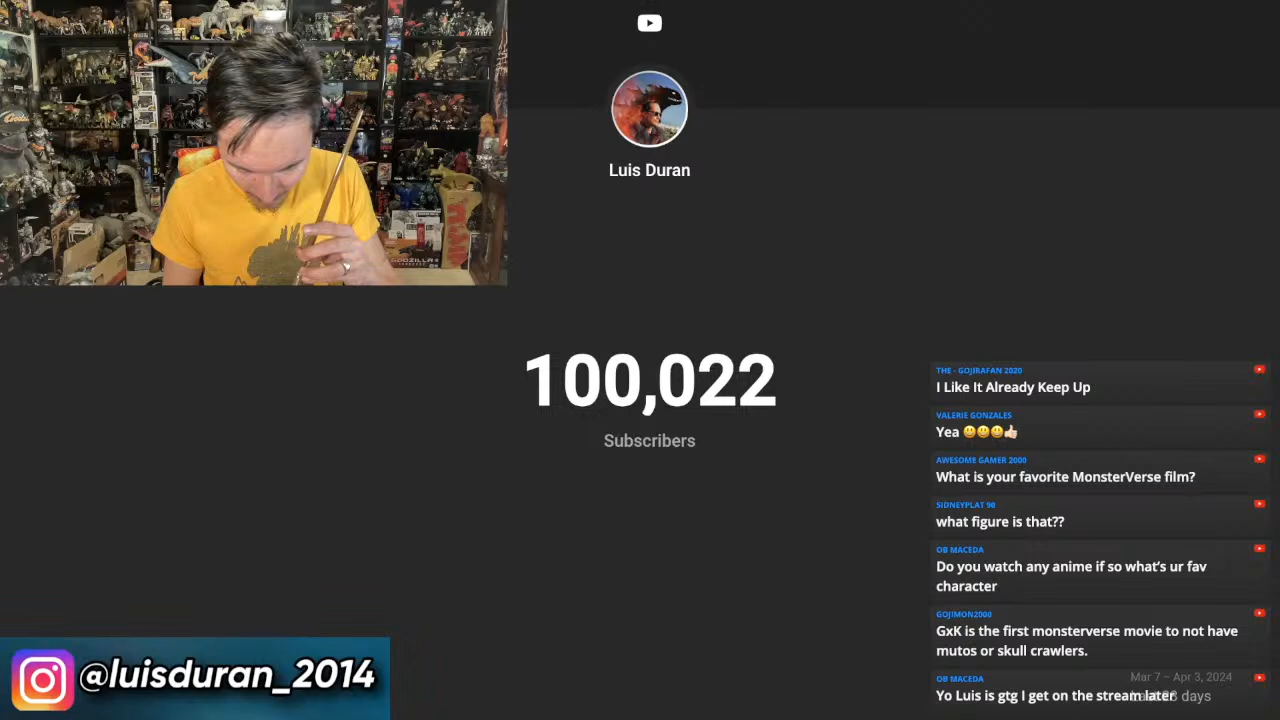 Luis Duran
GODZILLA
100,022
Subscribers
THE - GOJIRAFAN 2020
I Like It Already Keep Up
VALERIE GONZALES
Yea 😃😃😃👍🏻
AWESOME GAMER 2000
What is your favorite MonsterVerse film?
SIDNEYPLAT 90
what figure is that??
OB MACEDA
Do you watch any anime if so what's ur fav
character
GOJIMON2000
GxK is the first monsterverse movie to not have
mutos or skull crawlers.
OB MACEDA
Mar 7 – Apr 3, 2024
Yo Luis is gtg I get on the stream later
days
@luisduran_2014